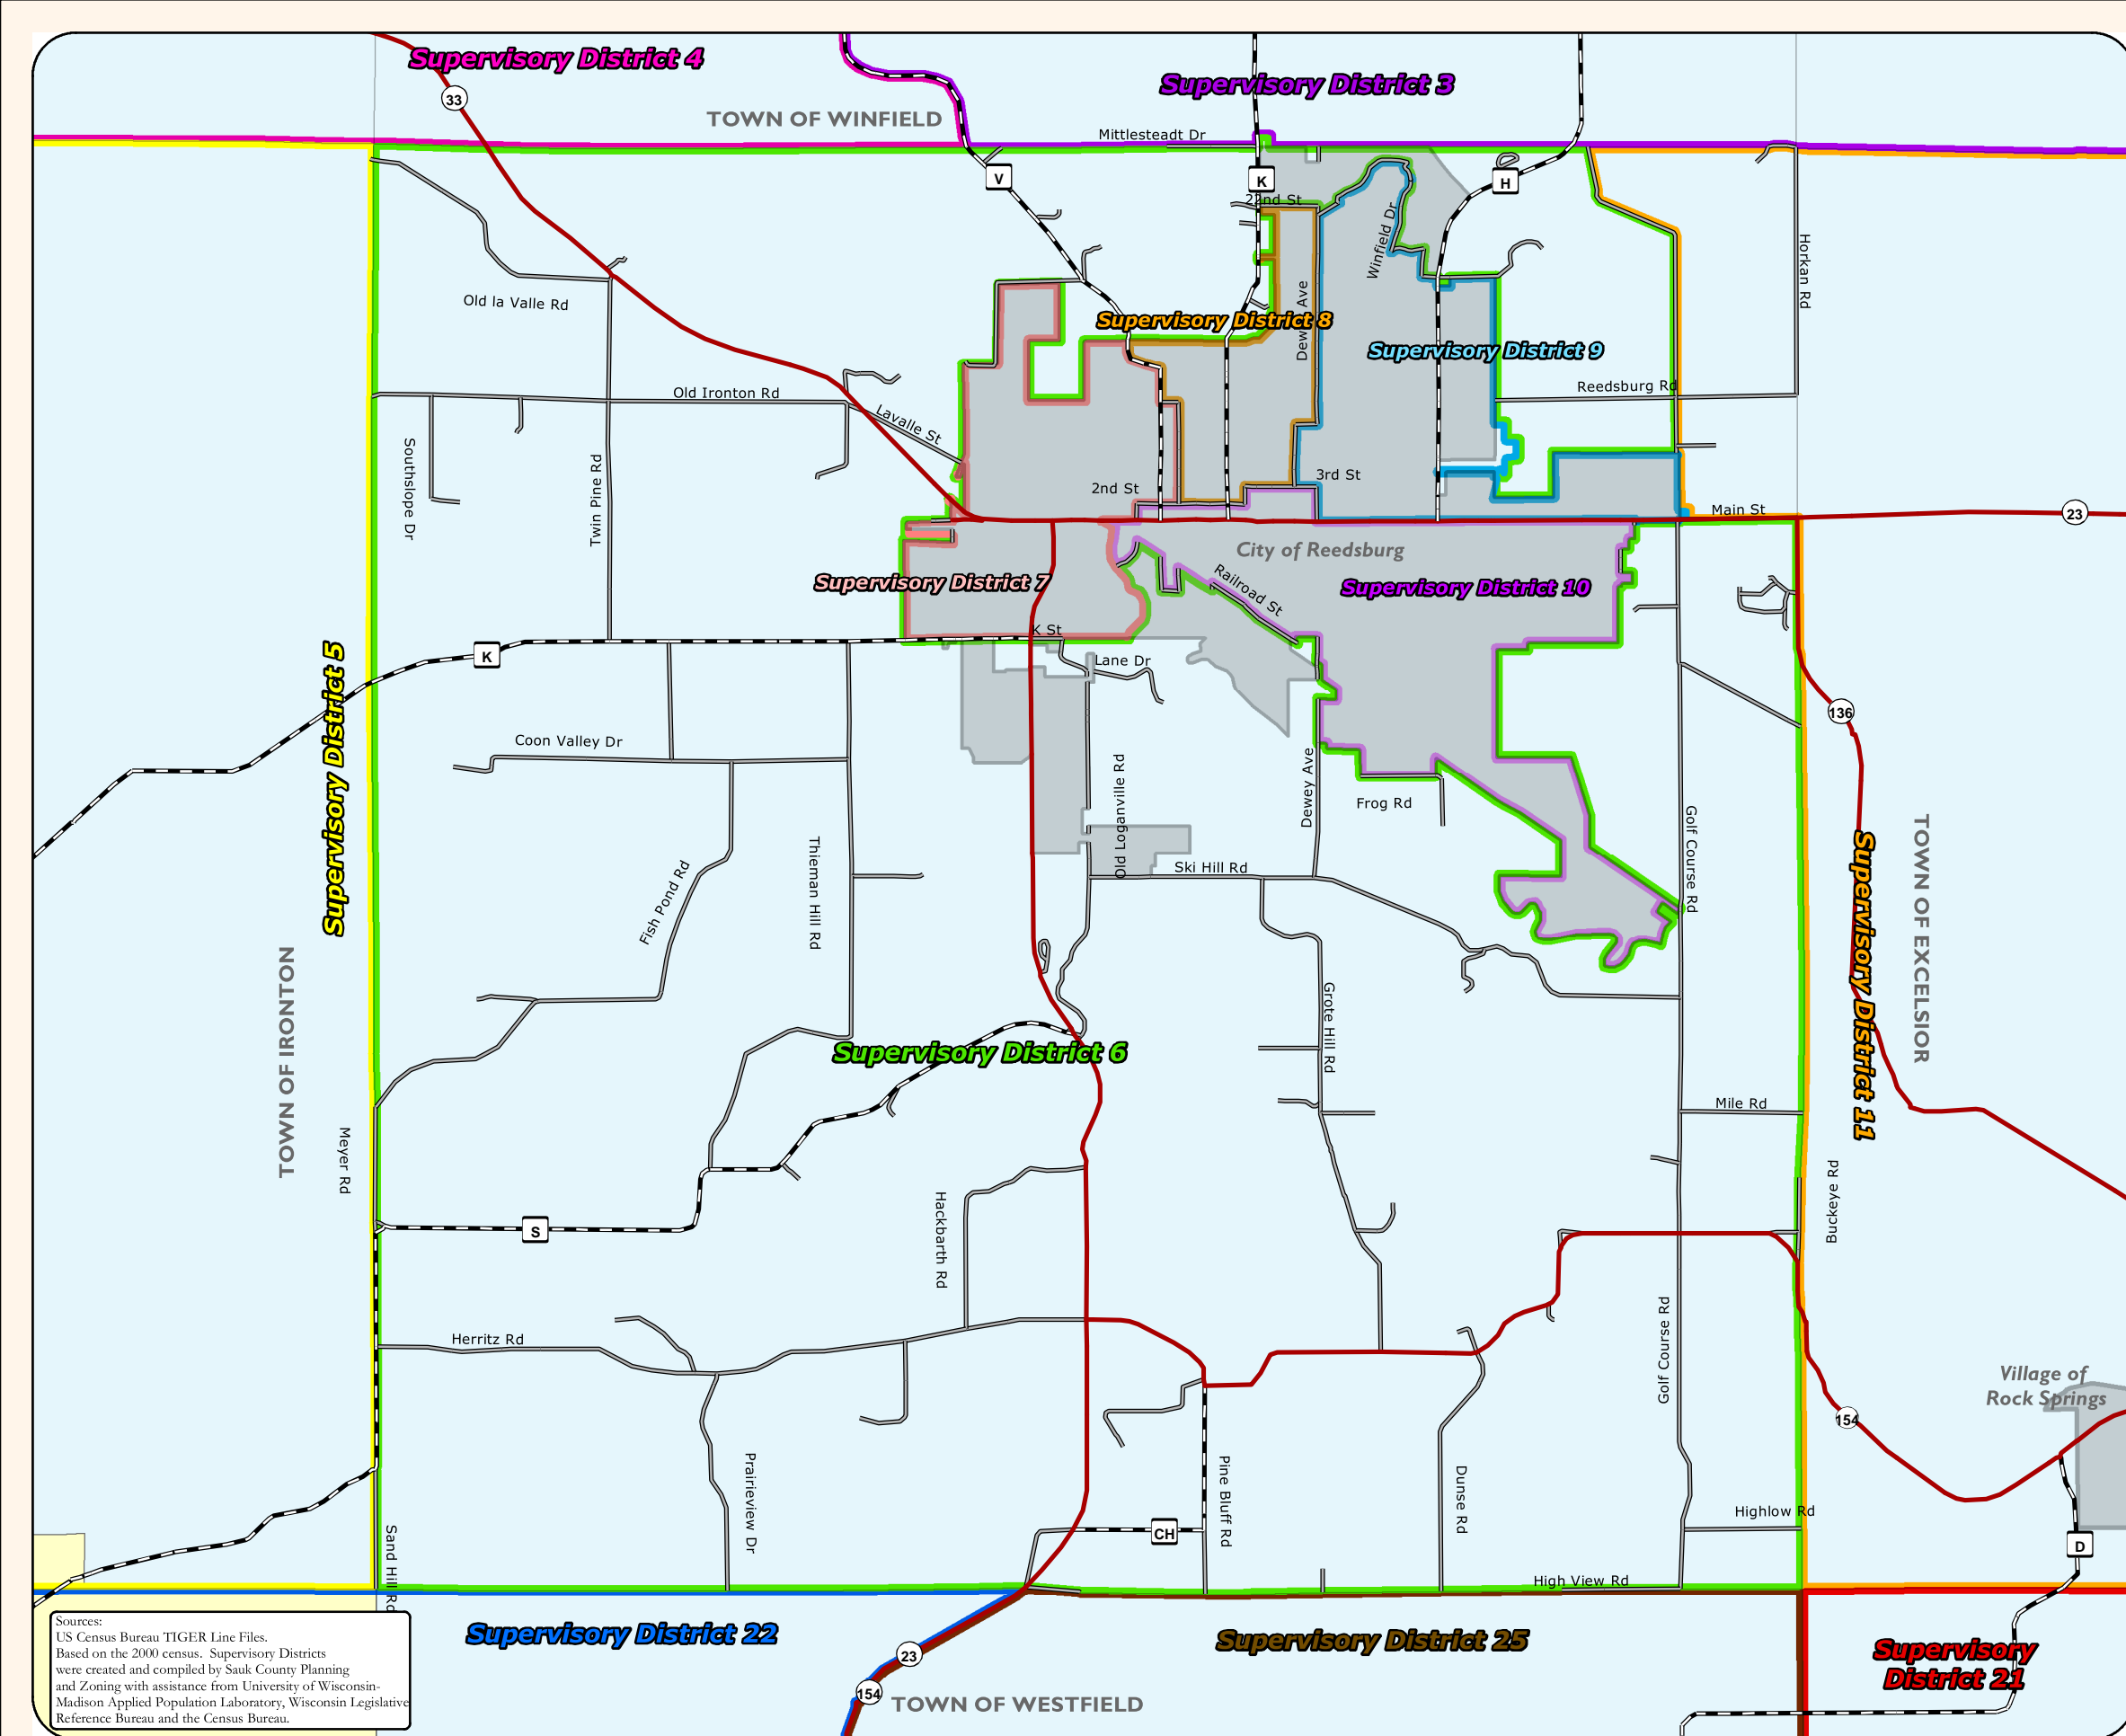 Supervisory District 4
Supervisory District 3
33
TOWN OF WINFIELD
Mittlesteadt Dr
V
K
H
22nd St
Winfield Dr
Horkan Rd
Old la Valle Rd
Supervisory District 8
Dewey Ave
Supervisory District 9
Reedsburg Rd
Old Ironton Rd
Lavalle St
Southslope Dr
Twin Pine Rd
2nd St
3rd St
Main St
23
City of Reedsburg
Supervisory District 7
Railroad St
Supervisory District 10
K St
K
Lane Dr
136
Supervisory District 5
Coon Valley Dr
Old Loganville Rd
Dewey Ave
Frog Rd
Golf Course Rd
TOWN OF EXCELSIOR
Supervisory District 11
Thieman Hill Rd
Fish Pond Rd
Ski Hill Rd
TOWN OF IRONTON
Grote Hill Rd
Supervisory District 6
Mile Rd
Meyer Rd
Buckeye Rd
Hackbarth Rd
S
Herritz Rd
Golf Course Rd
Village of
Rock Springs
154
Prairieview Dr
Pine Bluff Rd
Dunse Rd
Highlow Rd
CH
D
Sand Hill Rd
High View Rd
Supervisory District 22
Supervisory District 25
23
Supervisory
District 21
154
TOWN OF WESTFIELD
Sources:
US Census Bureau TIGER Line Files.
Based on the 2000 census.  Supervisory Districts
were created and compiled by Sauk County Planning
and Zoning with assistance from University of Wisconsin-
Madison Applied Population Laboratory, Wisconsin Legislative
Reference Bureau and the Census Bureau.